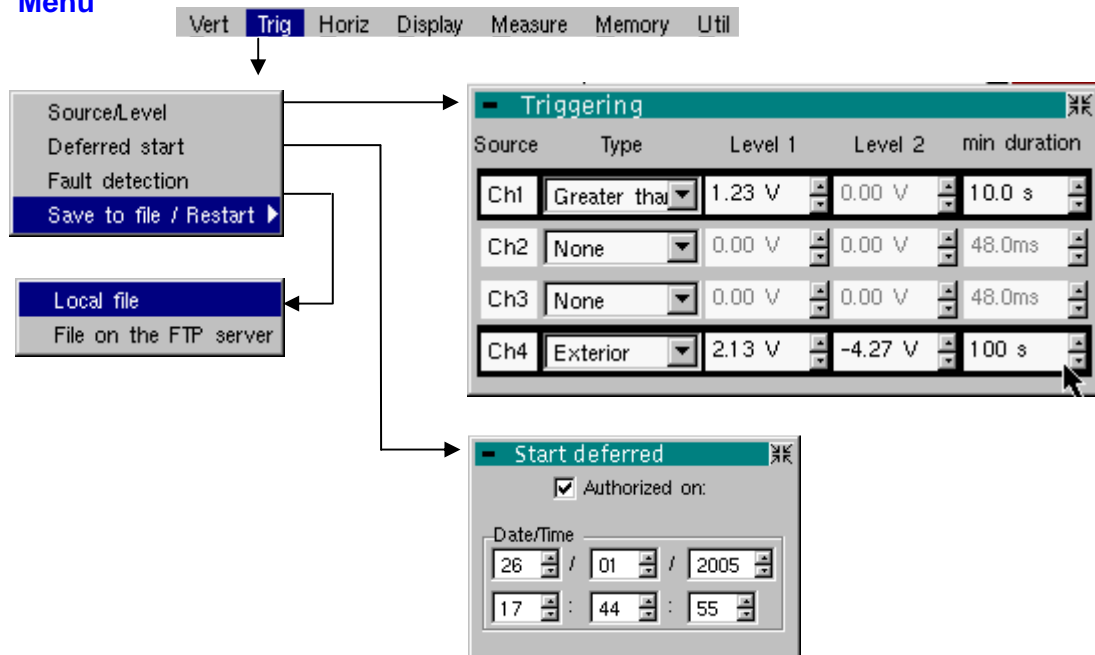 Menu
Vert Trig Horiz Display Measure Memory Util
Source/Level
Deferred start
Fault detection
Save to file / Restart
Local file
File on the FTP server
Triggering
Source Type Level 1 Level 2 min duration
Ch1 Greater tha 1.23 V 0.00 V 10.0 s
Ch2 None 0.00 V 0.00 V 48.0ms
Ch3 None 0.00 V 0.00 V 48.0ms
Ch4 Exterior 2.13 V -4.27 V 100 s
Start deferred
Authorized on:
Date/Time
26 / 01 / 2005
17 : 44 : 55